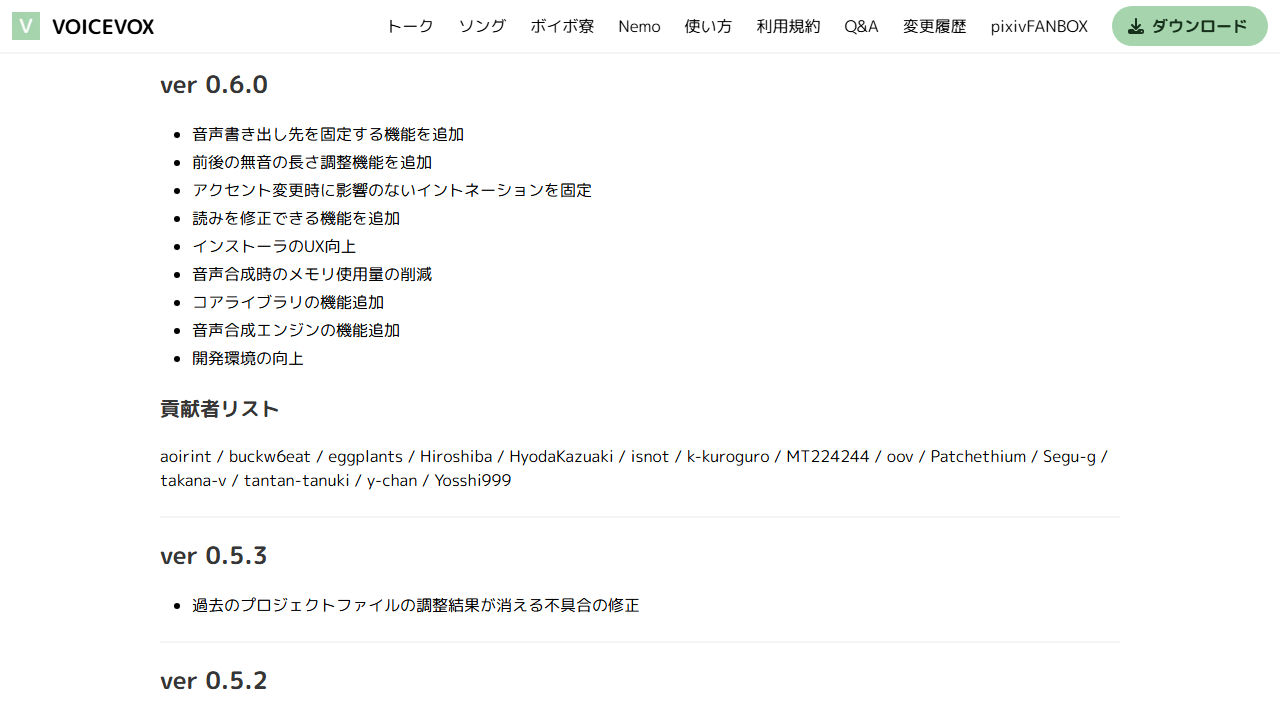 V VOICEVOX トーク ソング ボイボ寮 Nemo 使い方 利用規約 Q&A 変更履歴 pixivFANBOX ダウンロード
ver 0.6.0
音声書き出し先を固定する機能を追加
前後の無音の長さ調整機能を追加
アクセント変更時に影響のないイントネーションを固定
読みを修正できる機能を追加
インストーラのUX向上
音声合成時のメモリ使用量の削減
コアライブラリの機能追加
音声合成エンジンの機能追加
開発環境の向上
貢献者リスト
aoirint / buckw6eat / eggplants / Hiroshiba / HyodaKazuaki / isnot / k-kuroguro / MT224244 / oov / Patchethium / Segu-g /
takana-v / tantan-tanuki / y-chan / Yosshi999
ver 0.5.3
過去のプロジェクトファイルの調整結果が消える不具合の修正
ver 0.5.2